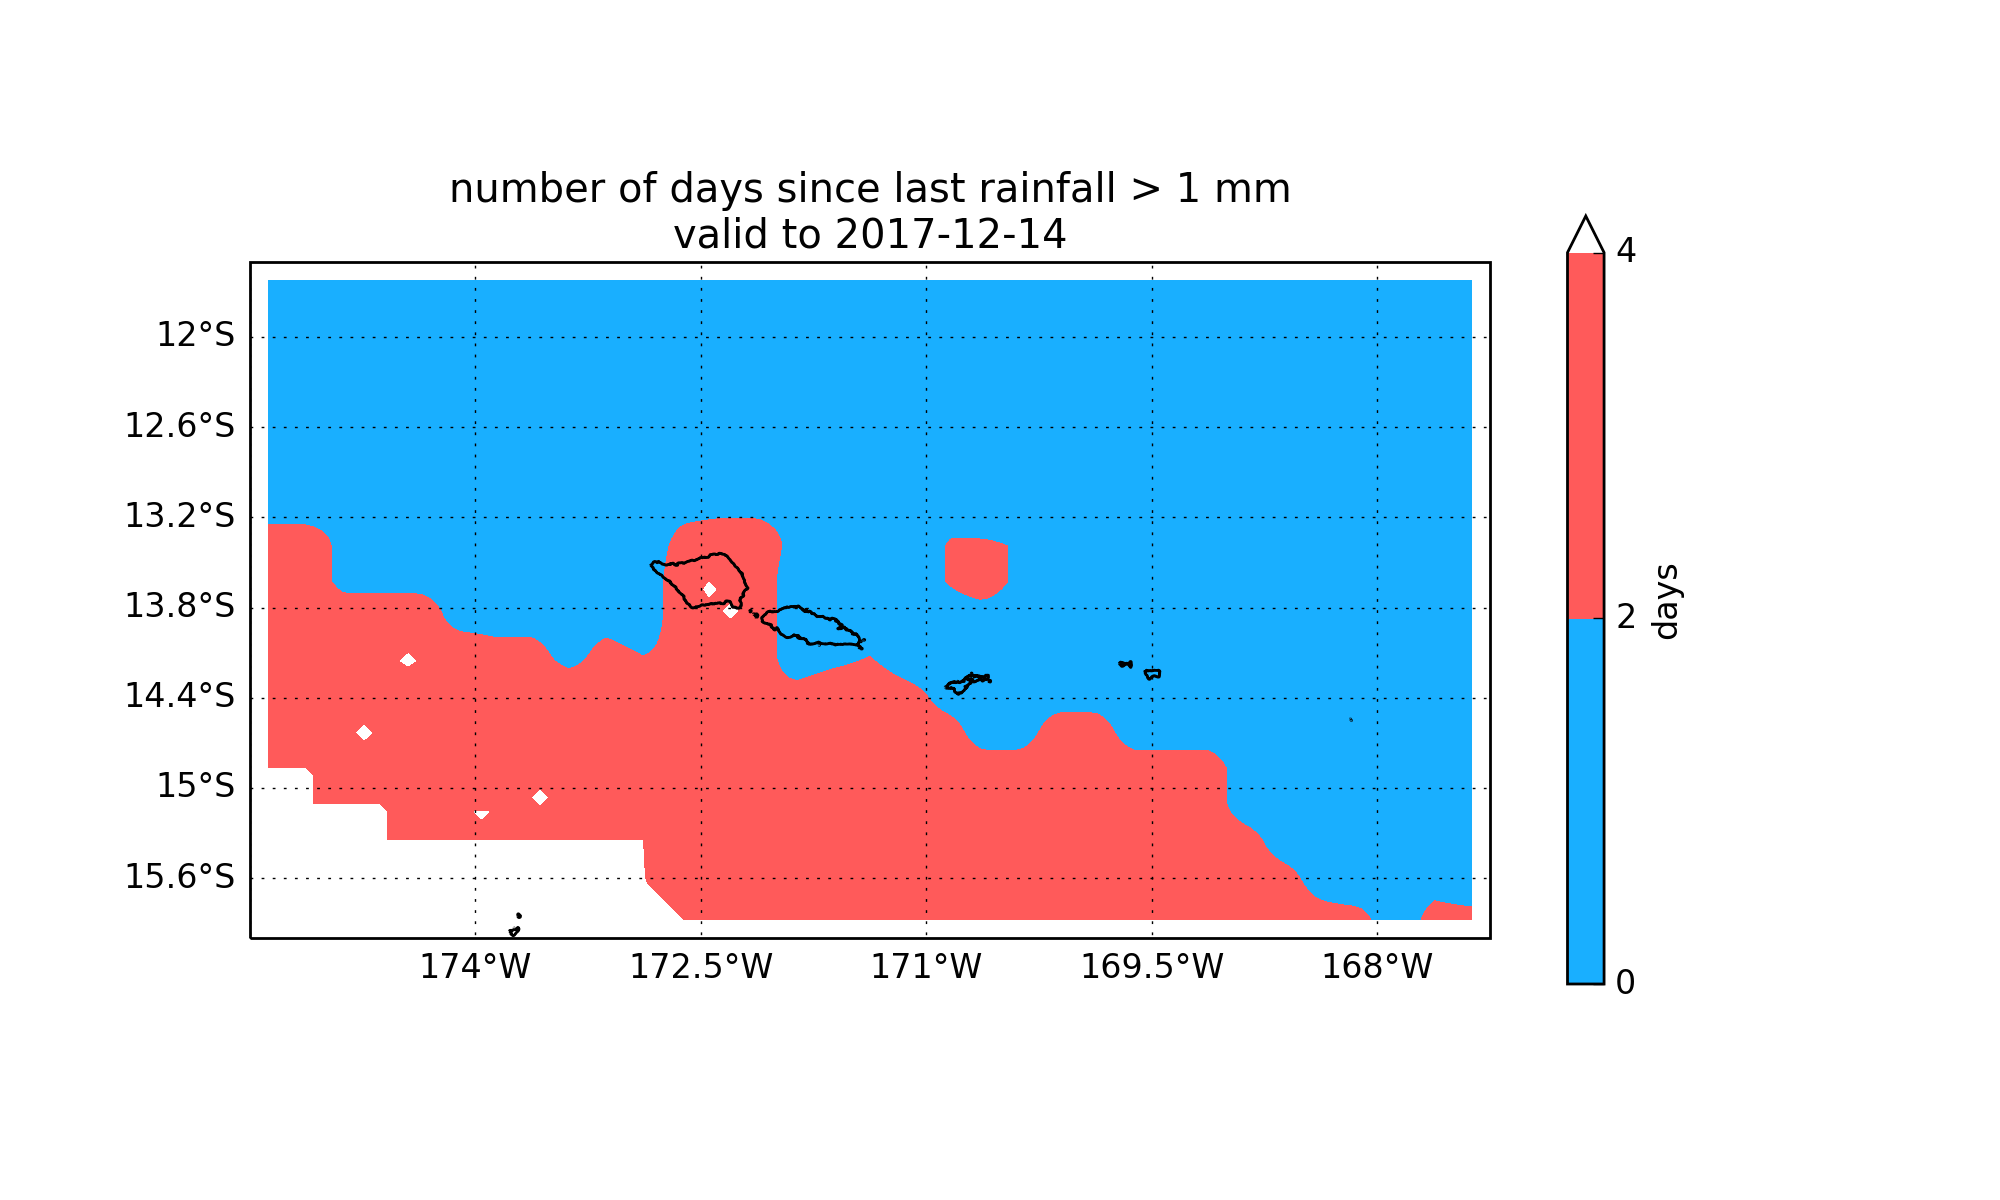 number of days since last rainfall > 1 mm
valid to 2017-12-14
12°S
12.6°S
13.2°S
13.8°S
14.4°S
15°S
15.6°S
174°W 172.5°W 171°W 169.5°W 168°W
4
2
0
days